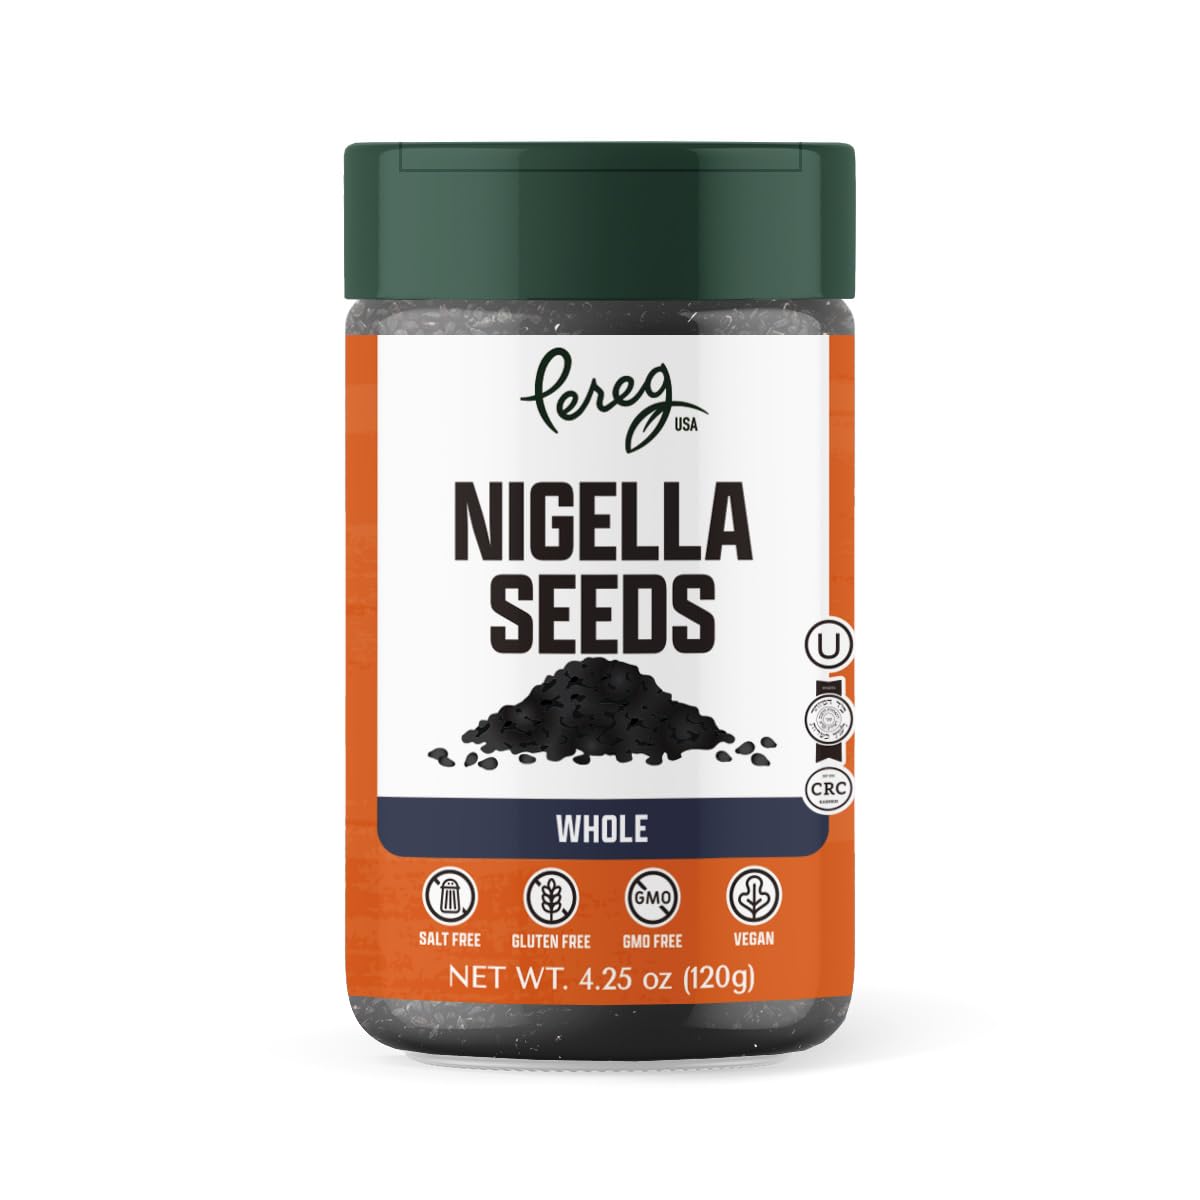 Pereg
USA
NIGELLA
SEEDS
U
CRC
WHOLE
GMO
SALT FREE
GLUTEN FREE
GMO FREE
VEGAN
NET WT. 4.25 oz (120g)